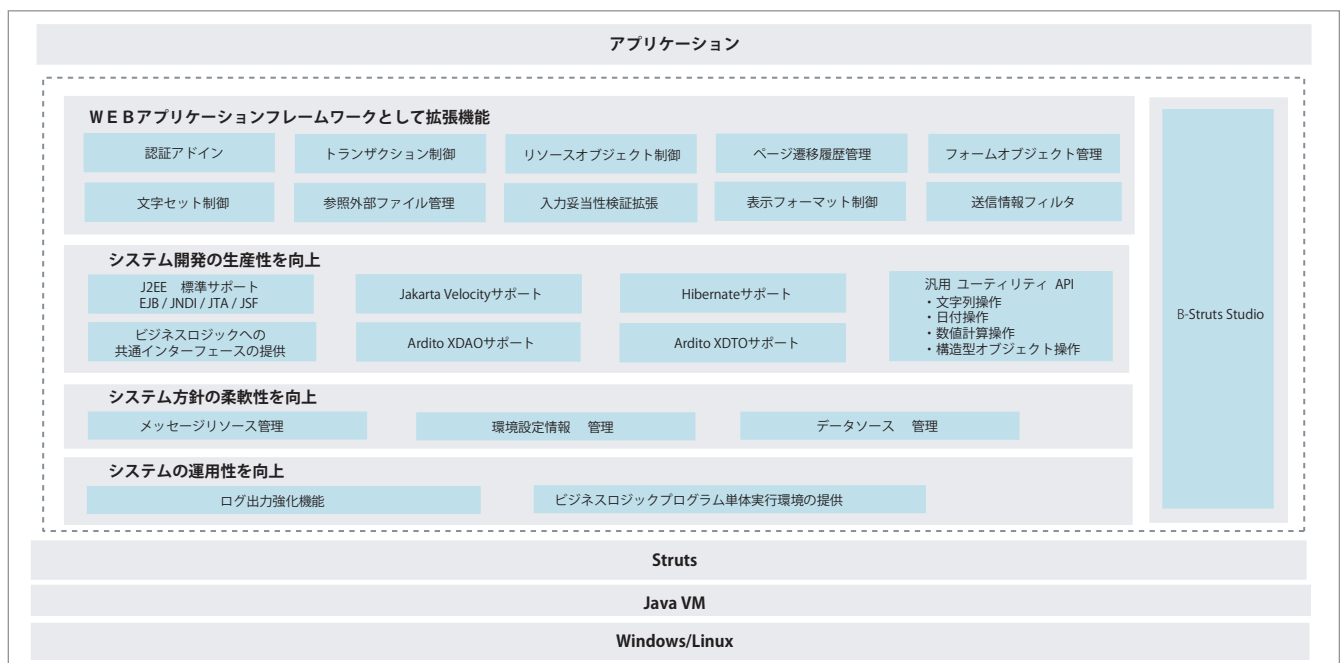 アプリケーション
ＷＥＢアプリケーションフレームワークとして拡張機能
認証アドイン
トランザクション制御
リソースオブジェクト制御
ページ遷移履歴管理
フォームオブジェクト管理
文字セット制御
参照外部ファイル管理
入力妥当性検証拡張
表示フォーマット制御
送信情報フィルタ
システム開発の生産性を向上
J2EE　標準サポート
EJB / JNDI / JTA / JSF
Jakarta Velocityサポート
Hibernateサポート
汎用 ユーティリティ API
・文字列操作
・日付操作
・数値計算操作
・構造型オブジェクト操作
ビジネスロジックへの
共通インターフェースの提供
Ardito XDAOサポート
Ardito XDTOサポート
システム方針の柔軟性を向上
メッセージリソース管理
環境設定情報　管理
データソース　管理
システムの運用性を向上
ログ出力強化機能
ビジネスロジックプログラム単体実行環境の提供
B-Struts Studio
Struts
Java VM
Windows/Linux